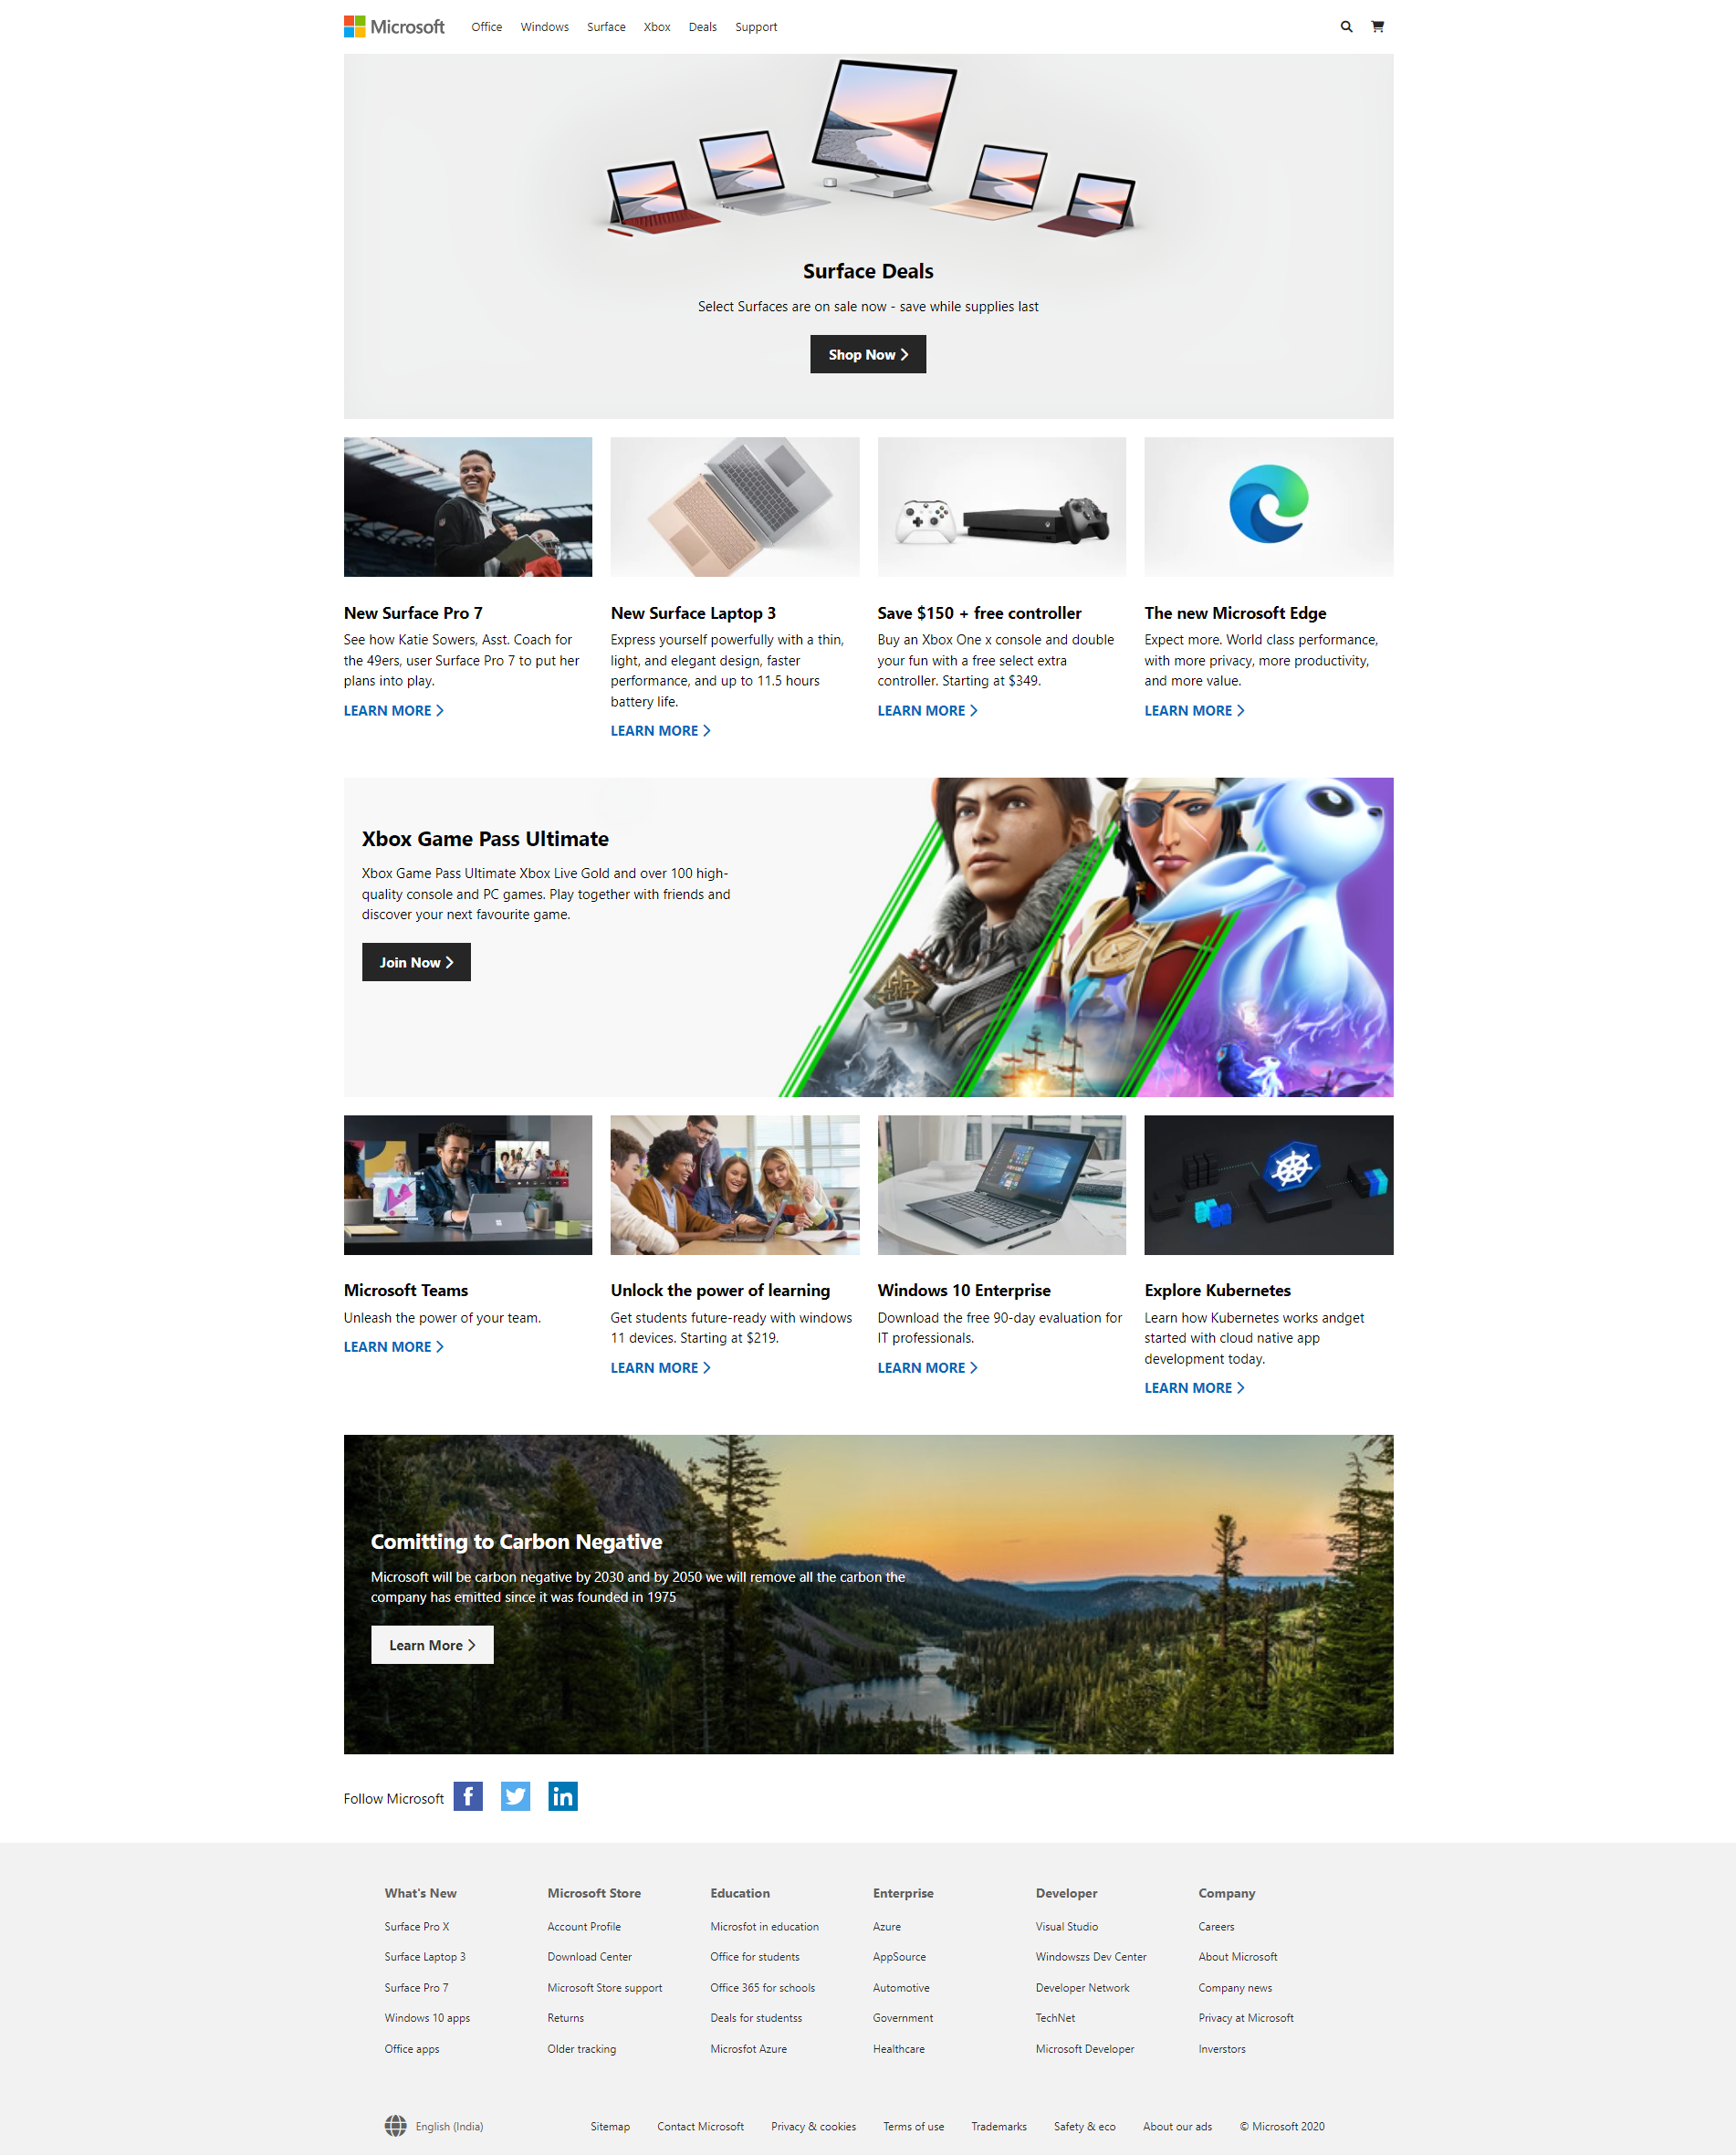 Microsoft Office Windows Surface Xbox Deals Support
Surface Deals
Select Surfaces are on sale now - save while supplies last
Shop Now
New Surface Pro 7
See how Katie Sowers, Asst. Coach for
the 49ers, user Surface Pro 7 to put her
plans into play.
LEARN MORE
New Surface Laptop 3
Express yourself powerfully with a thin,
light, and elegant design, faster
performance, and up to 11.5 hours
battery life.
LEARN MORE
Save $150 + free controller
Buy an Xbox One x console and double
your fun with a free select extra
controller. Starting at $349.
LEARN MORE
The new Microsoft Edge
Expect more. World class performance,
with more privacy, more productivity,
and more value.
LEARN MORE
Xbox Game Pass Ultimate
Xbox Game Pass Ultimate Xbox Live Gold and over 100 high-
quality console and PC games. Play together with friends and
discover your next favourite game.
Join Now
Microsoft Teams
Unleash the power of your team.
LEARN MORE
Unlock the power of learning
Get students future-ready with windows
11 devices. Starting at $219.
LEARN MORE
Windows 10 Enterprise
Download the free 90-day evaluation for
IT professionals.
LEARN MORE
Explore Kubernetes
Learn how Kubernetes works andget
started with cloud native app
development today.
LEARN MORE
Comitting to Carbon Negative
Microsoft will be carbon negative by 2030 and by 2050 we will remove all the carbon the
company has emitted since it was founded in 1975
Learn More
Follow Microsoft
What's New
Surface Pro X
Surface Laptop 3
Surface Pro 7
Windows 10 apps
Office apps
Microsoft Store
Account Profile
Download Center
Microsoft Store support
Returns
Older tracking
Education
Microsfot in education
Office for students
Office 365 for schools
Deals for studentss
Microsfot Azure
Enterprise
Azure
AppSource
Automotive
Government
Healthcare
Developer
Visual Studio
Windowszs Dev Center
Developer Network
TechNet
Microsoft Developer
Company
Careers
About Microsoft
Company news
Privacy at Microsoft
Inverstors
English (India) Sitemap Contact Microsoft Privacy & cookies Terms of use Trademarks Safety & eco About our ads © Microsoft 2020